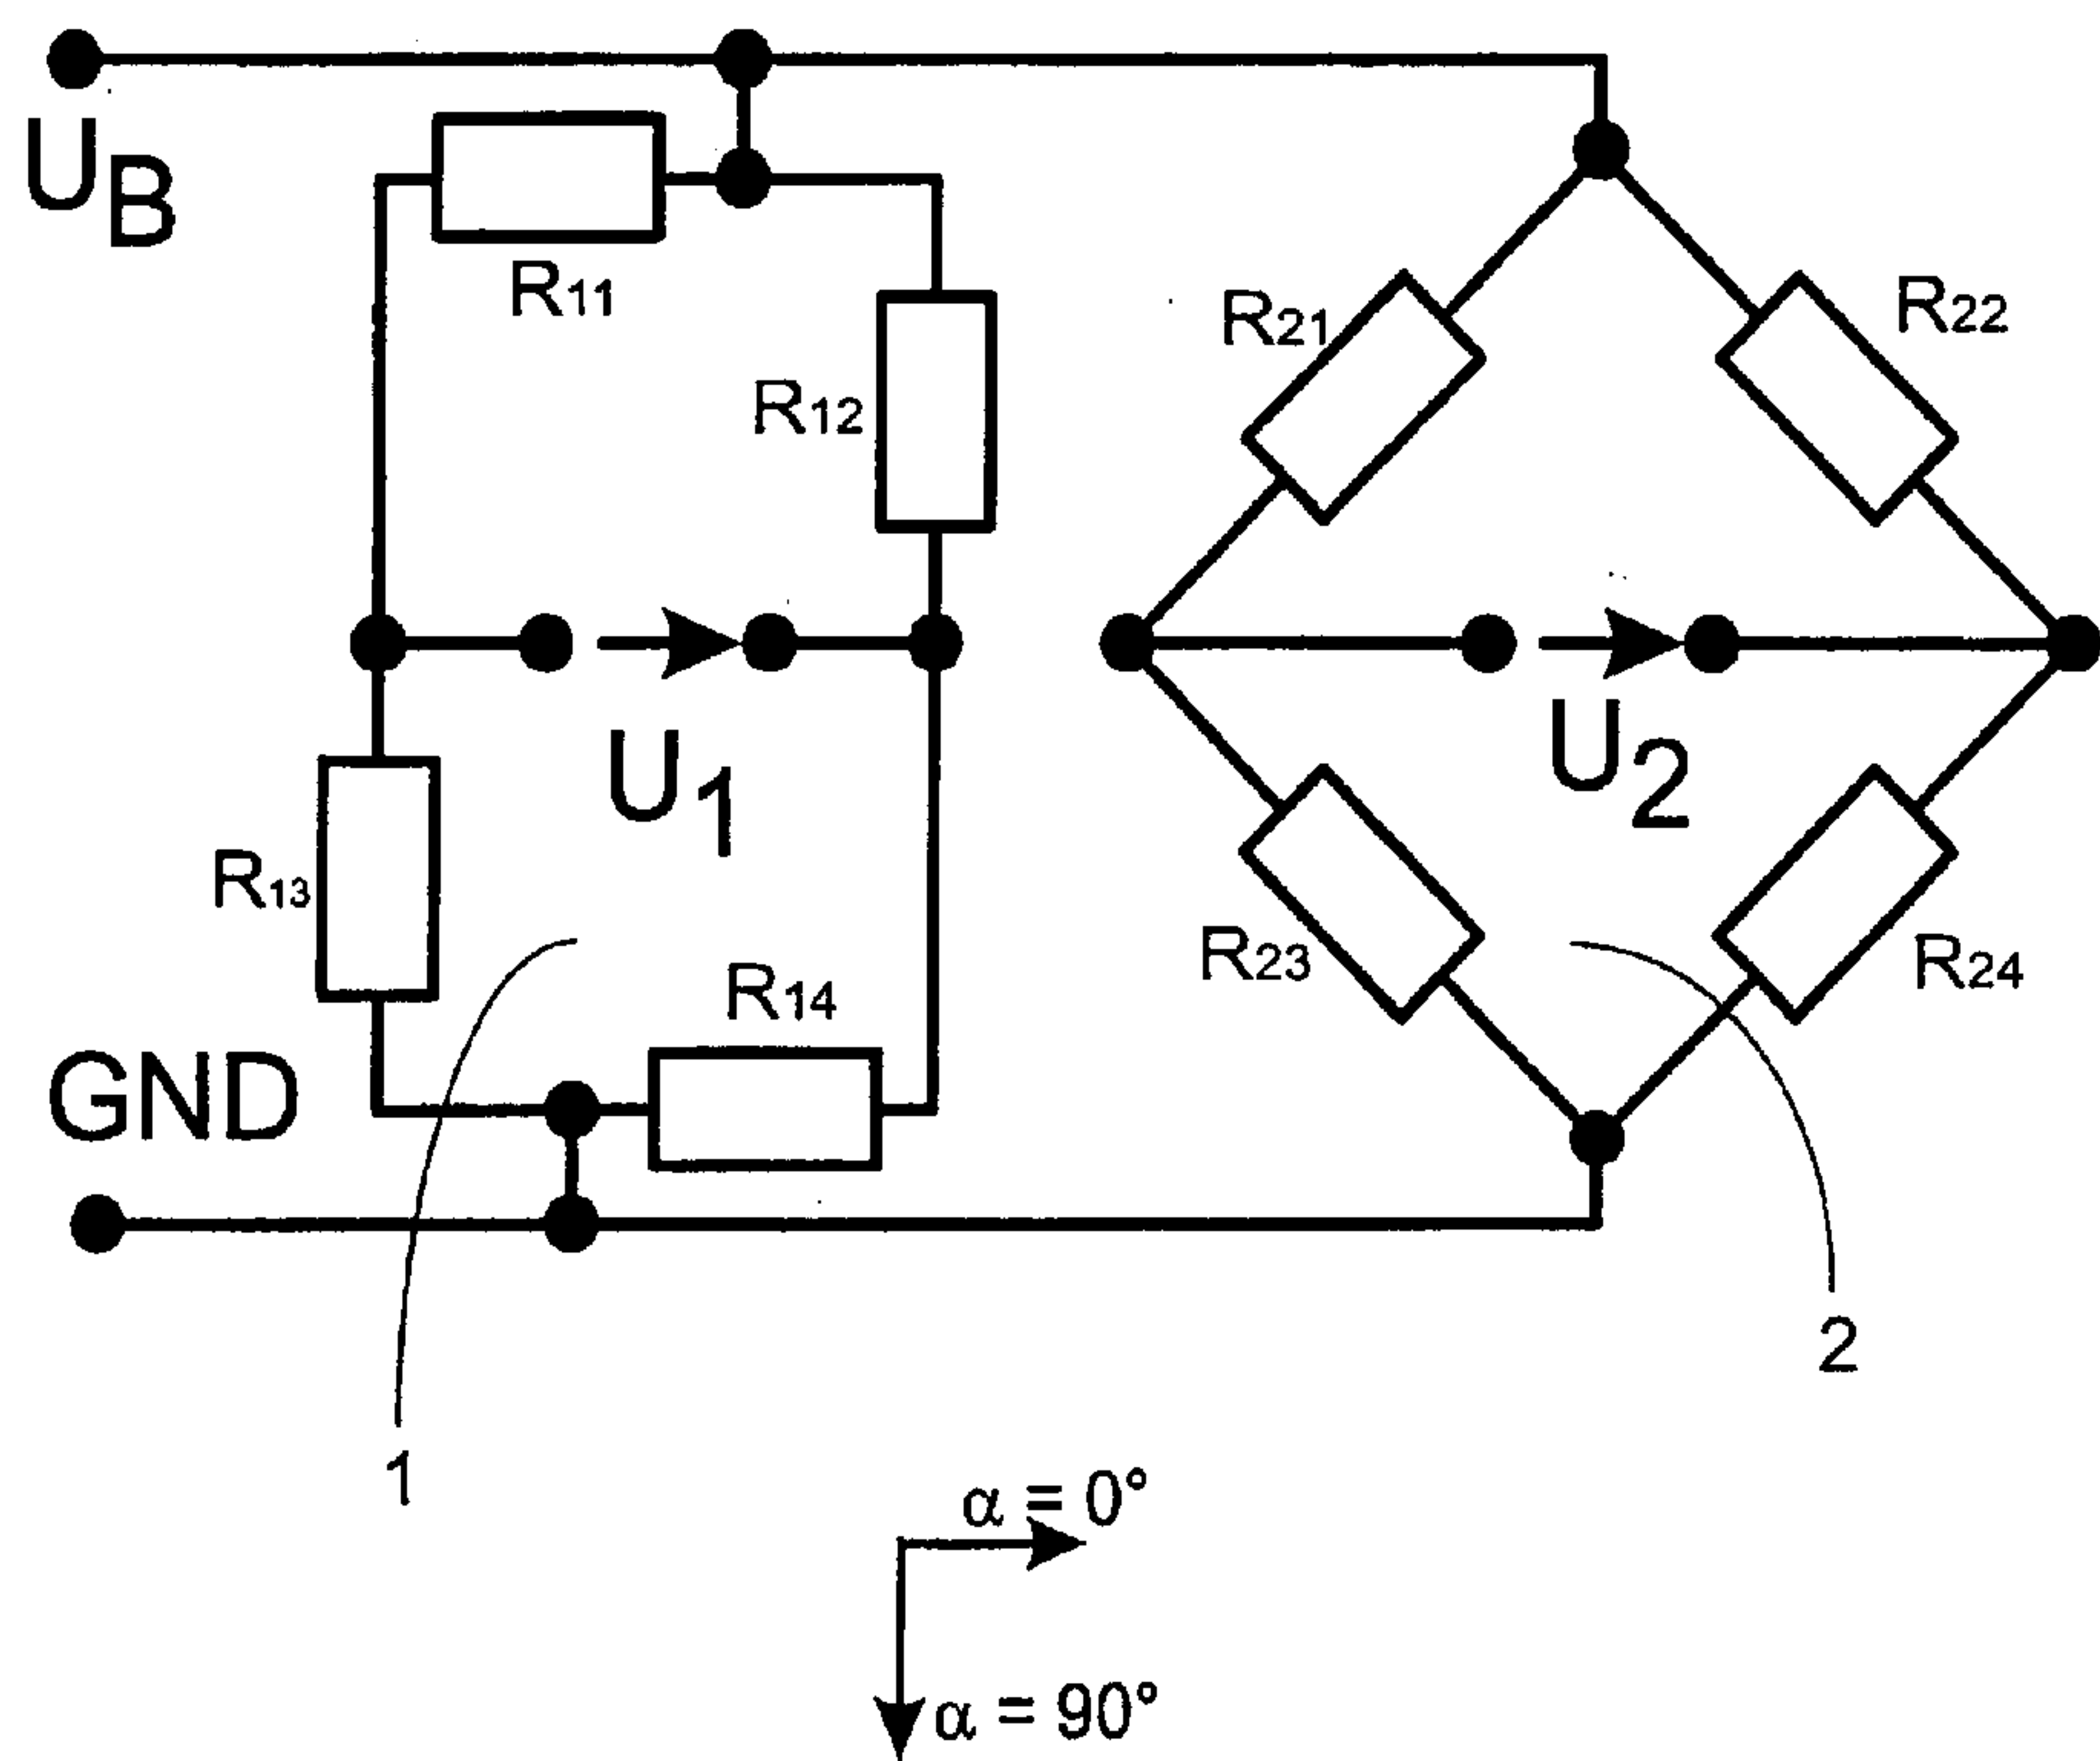 U_B
R₁₁
R₂₁
R₂₂
R₁₂
U₁
U₂
R₁₃
R₂₃
R₂₄
R₁₄
GND
2
1
α = 0°
α = 90°